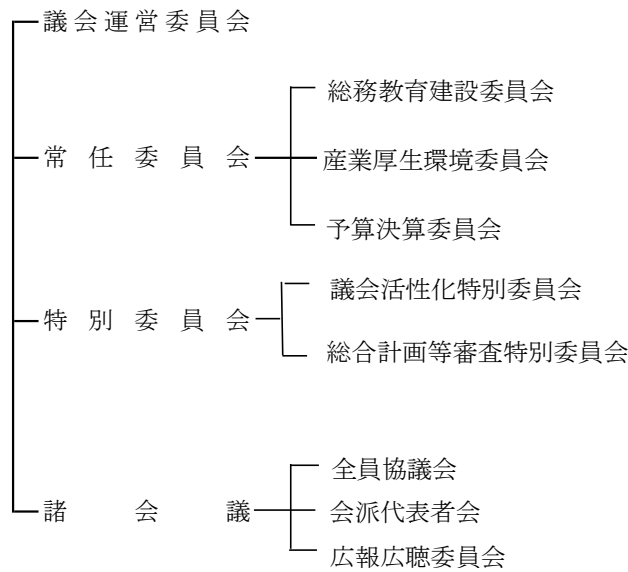 議会運営委員会
総務教育建設委員会
常任委員会
産業厚生環境委員会
予算決算委員会
議会活性化特別委員会
特別委員会
総合計画等審査特別委員会
全員協議会
諸会議
会派代表者会
広報広聴委員会